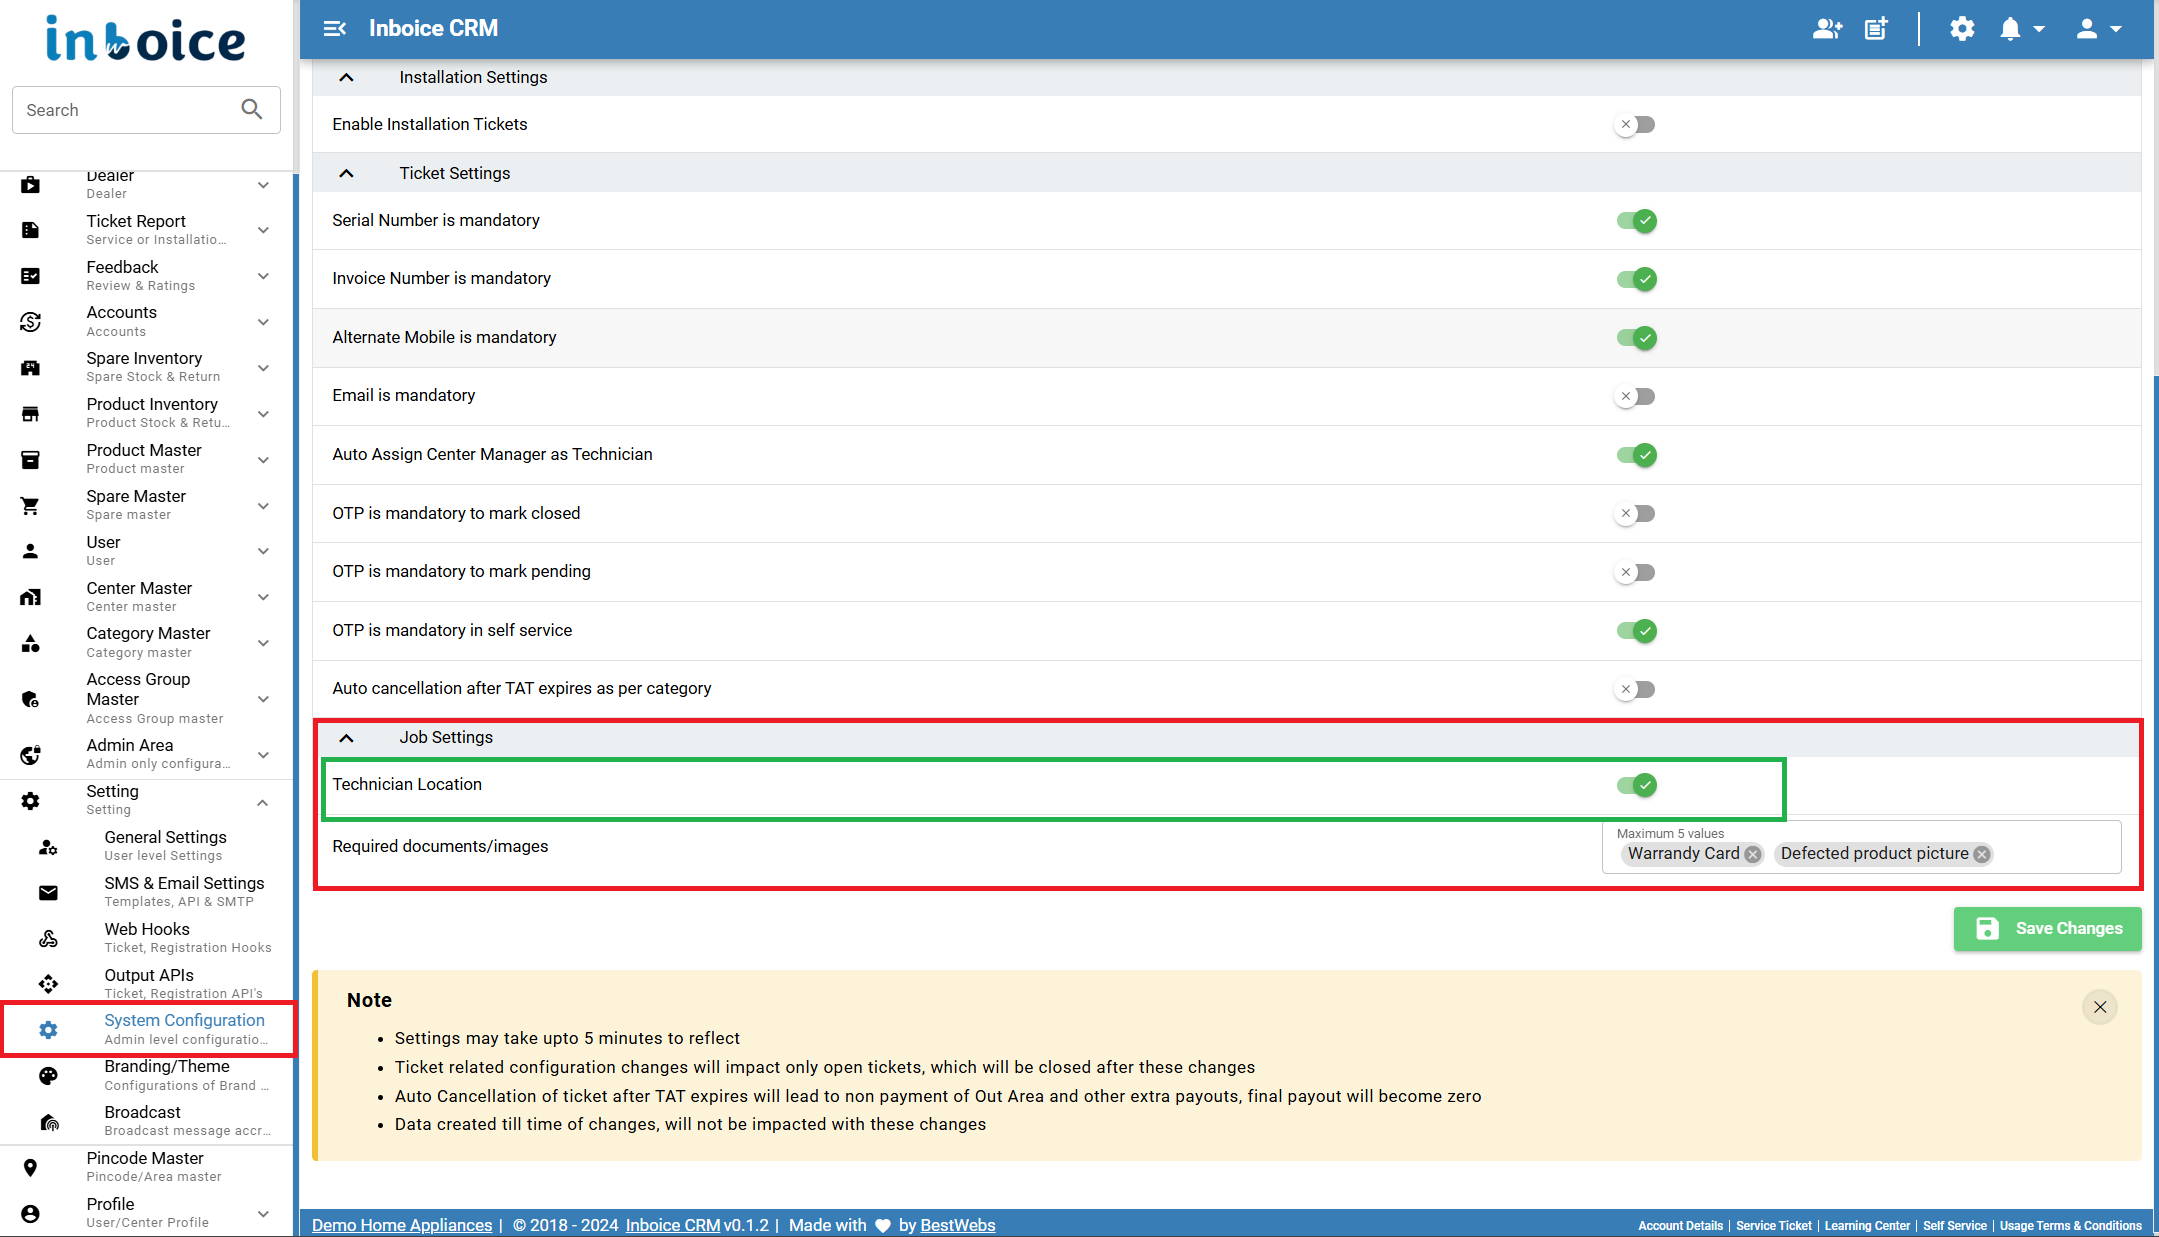 inboice
Inboice CRM
Search
Dealer
Dealer
Ticket Report
Service or Installatio...
Feedback
Review & Ratings
Accounts
Accounts
Spare Inventory
Spare Stock & Return
Product Inventory
Product Stock & Retu...
Product Master
Product master
Spare Master
Spare master
User
User
Center Master
Center master
Category Master
Category master
Access Group
Master
Access Group master
Admin Area
Admin only configura...
Setting
Setting
General Settings
User level Settings
SMS & Email Settings
Templates, API & SMTP
Web Hooks
Ticket, Registration Hooks
Output APIs
Ticket, Registration API's
System Configuration
Admin level configuratio...
Branding/Theme
Configurations of Brand ...
Broadcast
Broadcast message accr...
Pincode Master
Pincode/Area master
Profile
User/Center Profile
Installation Settings
Enable Installation Tickets
Ticket Settings
Serial Number is mandatory
Invoice Number is mandatory
Alternate Mobile is mandatory
Email is mandatory
Auto Assign Center Manager as Technician
OTP is mandatory to mark closed
OTP is mandatory to mark pending
OTP is mandatory in self service
Auto cancellation after TAT expires as per category
Job Settings
Technician Location
Required documents/images
Maximum 5 values
Warrandy Card Defected product picture
Save Changes
Note
• Settings may take upto 5 minutes to reflect
• Ticket related configuration changes will impact only open tickets, which will be closed after these changes
• Auto Cancellation of ticket after TAT expires will lead to non payment of Out Area and other extra payouts, final payout will become zero
• Data created till time of changes, will not be impacted with these changes
Demo Home Appliances | © 2018 - 2024 Inboice CRM v0.1.2 | Made with ♥ by BestWebs
Account Details | Service Ticket | Learning Center | Self Service | Usage Terms & Conditions